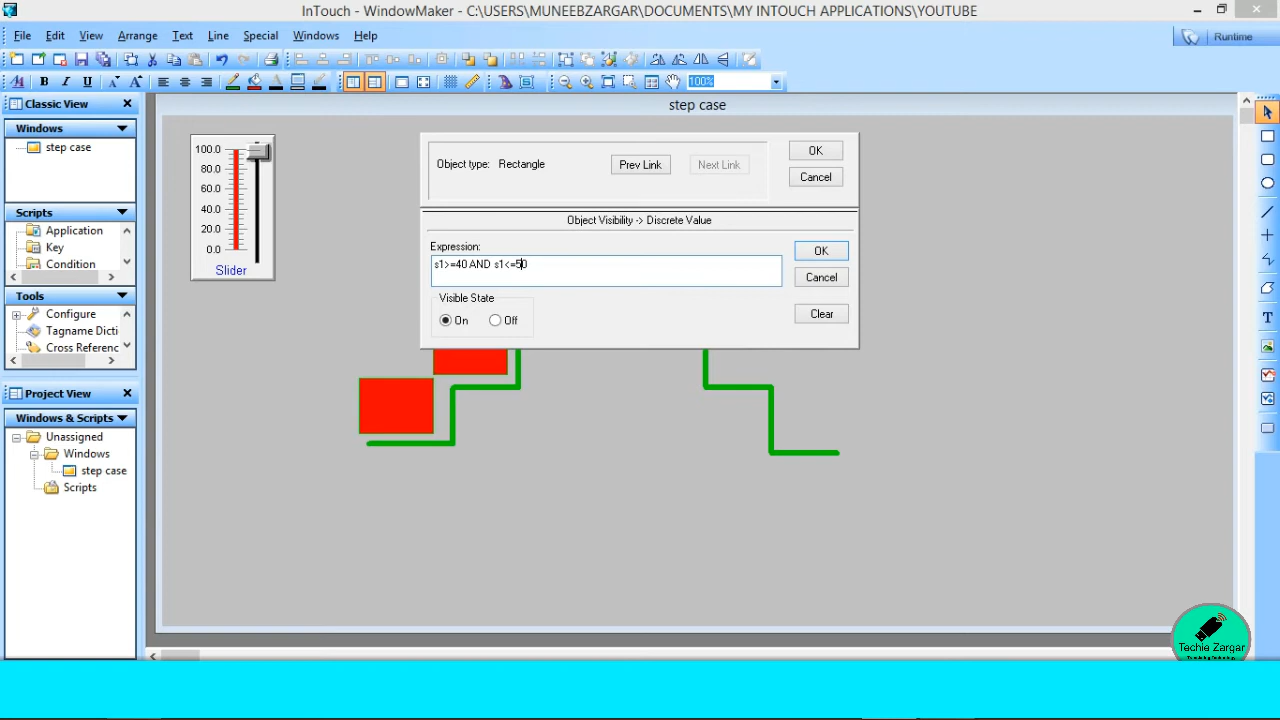 InTouch - WindowMaker - C:\USERS\MUNEEBZARGAR\DOCUMENTS\MY INTOUCH APPLICATIONS\YOUTUBE
File Edit View Arrange Text Line Special Windows Help
Runtime
B I U A A
100%
Classic View
step case
Windows
step case
Scripts
Application
Key
Condition
Tools
Configure
Tagname Dicti
Cross Referenc
Project View
Windows & Scripts
Unassigned
Windows
step case
Scripts
100.0
80.0
60.0
40.0
20.0
0.0
Slider
Object type: Rectangle
Prev Link
Next Link
OK
Cancel
Object Visibility -> Discrete Value
Expression:
s1>=40 AND s1<=50
OK
Cancel
Clear
Visible State
On
Off
T
Techie Zargar